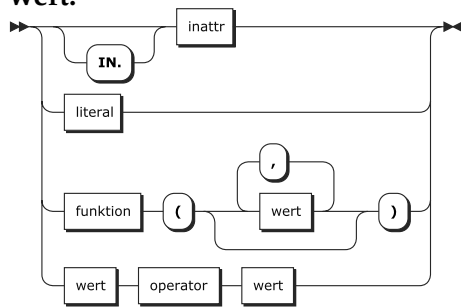 wert:
IN. inattr
literal
,
funktion ( wert )
wert operator wert